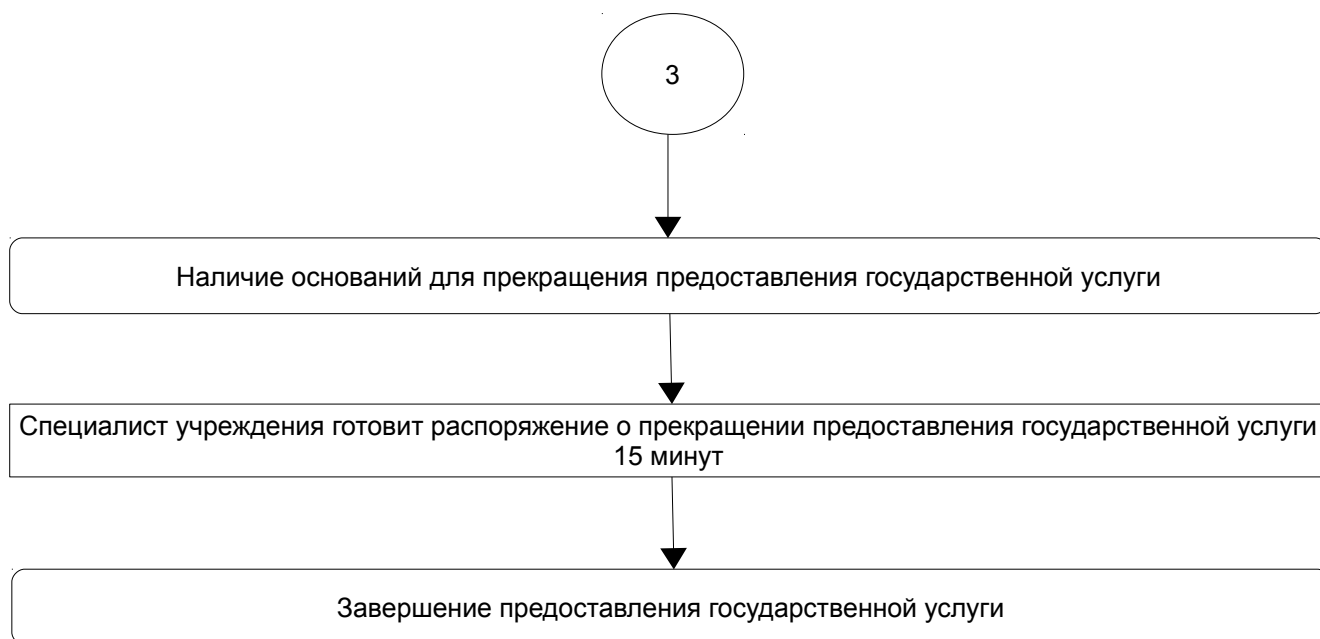 3
Наличие оснований для прекращения предоставления государственной услуги
Специалист учреждения готовит распоряжение о прекращении предоставления государственной услуги
15 минут
Завершение предоставления государственной услуги